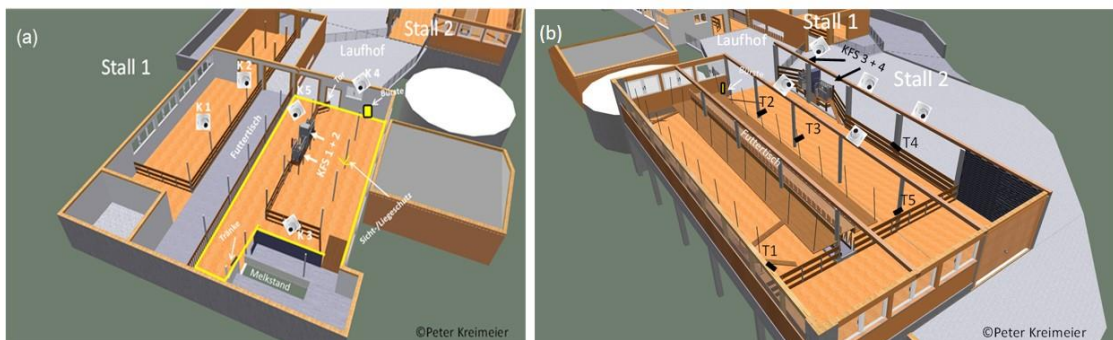 (a)
Stall 2
Laufhof
Stall 1
K 2
K 4
Tür
Bürste
K 5
K 1
Futtertisch
KFS 1 + 2
Sicht-/Liegeschutz
K 3
Tränke
Melkstand
©Peter Kreimeier
(b)
Stall 1
Laufhof
KFS 3 + 4
Stall 2
Bürste
T2
T3
Futtertisch
T4
T5
T1
©Peter Kreimeier